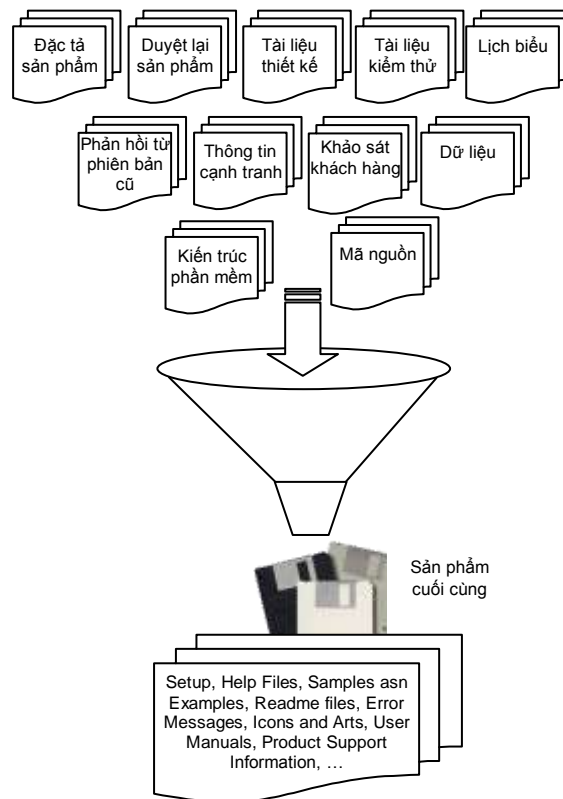 Đặc tả
sản phẩm
Duyệt lại
sản phẩm
Tài liệu
thiết kế
Tài liệu
kiểm thử
Lịch biểu
Phản hồi từ
phiên bản
cũ
Thông tin
cạnh tranh
Khảo sát
khách hàng
Dữ liệu
Kiến trúc
phần mềm
Mã nguồn
Sản phẩm
cuối cùng
Setup, Help Files, Samples asn
Examples, Readme files, Error
Messages, Icons and Arts, User
Manuals, Product Support
Information, …